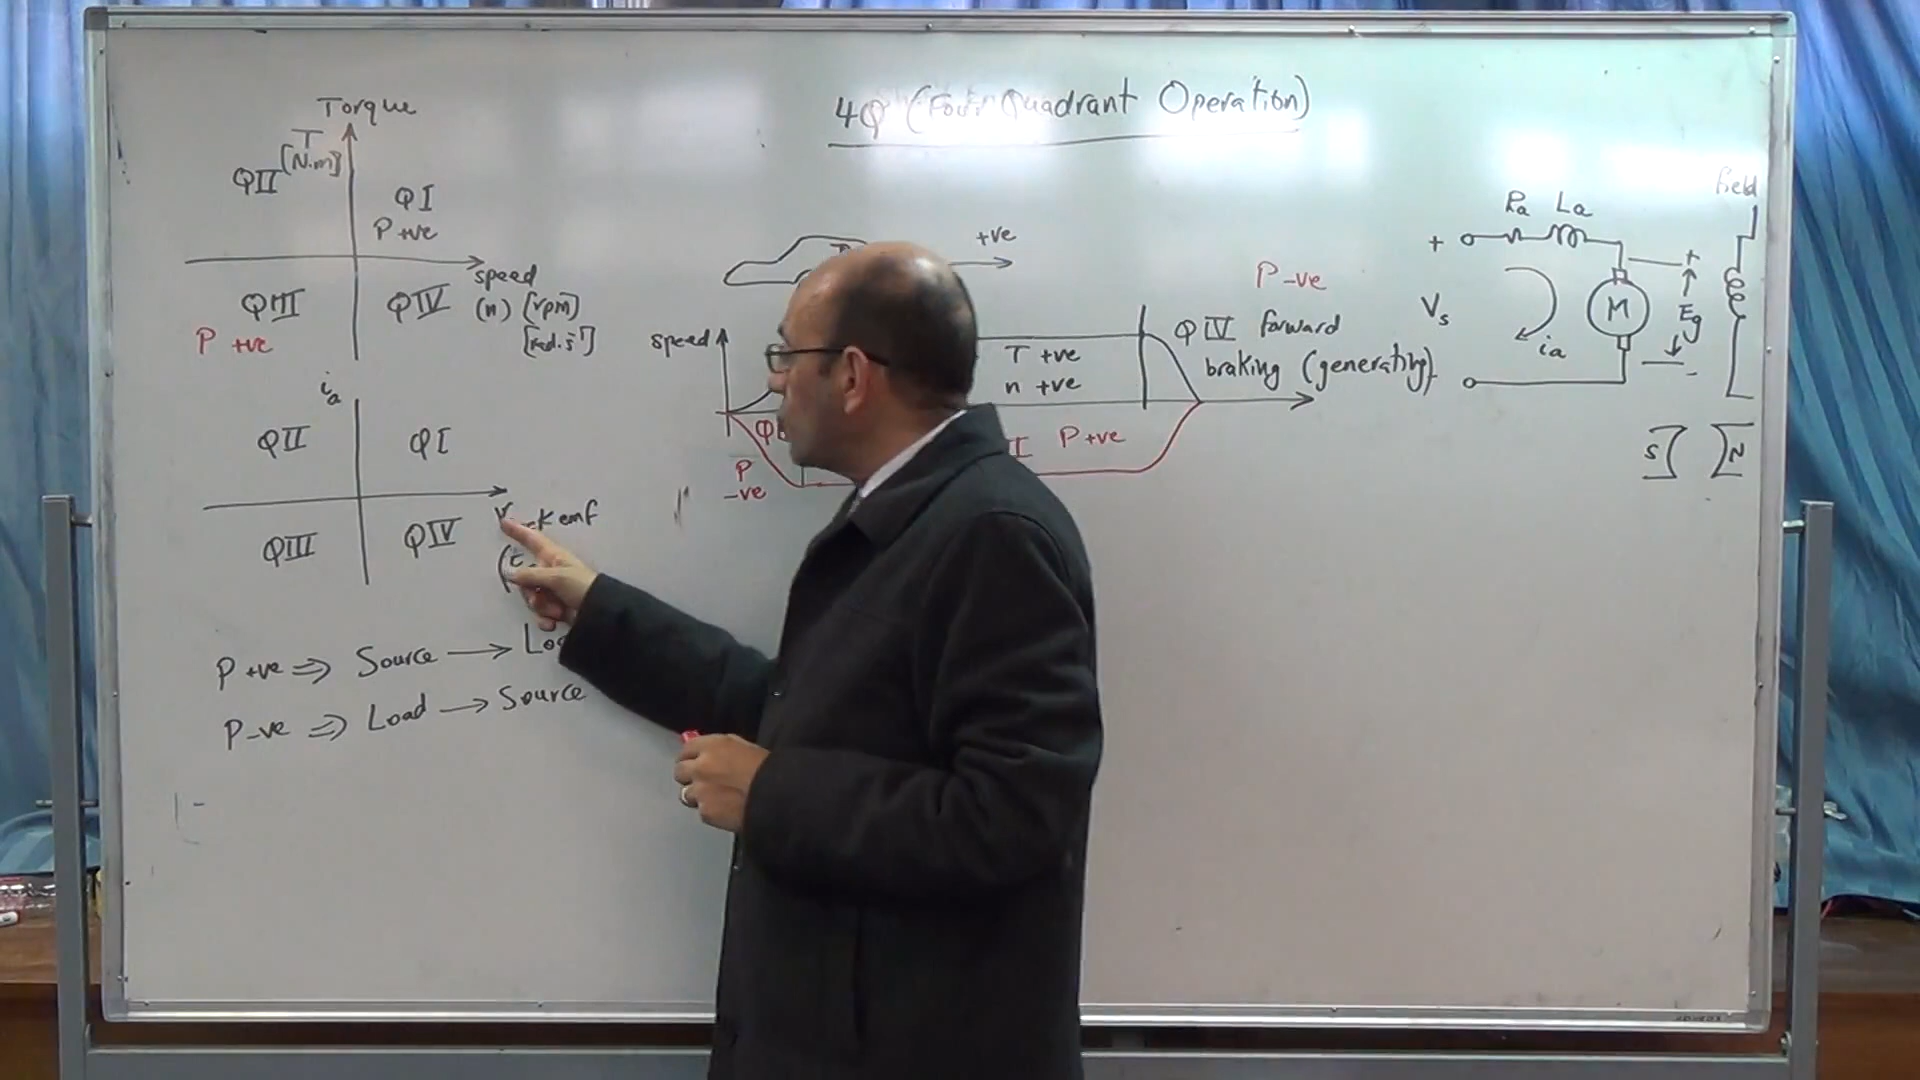 4Q (Four Quadrant Operation)
Torque
T
[N.m]
QII
QI
P +ve
speed
(n) [rpm]
[rad.s⁻¹]
QIII
QIV
P +ve
ia
QII
QI
QIII
QIV
emf
P +ve ⇒ Source → Lo
P -ve ⇒ Load → Source
+ve
speed
T +ve
n +ve
P -ve
QIV forward
braking (generating)
P
-ve
I P +ve
Ra La
field
+
Vs
ia
M
+
Eg
-
-
S
N